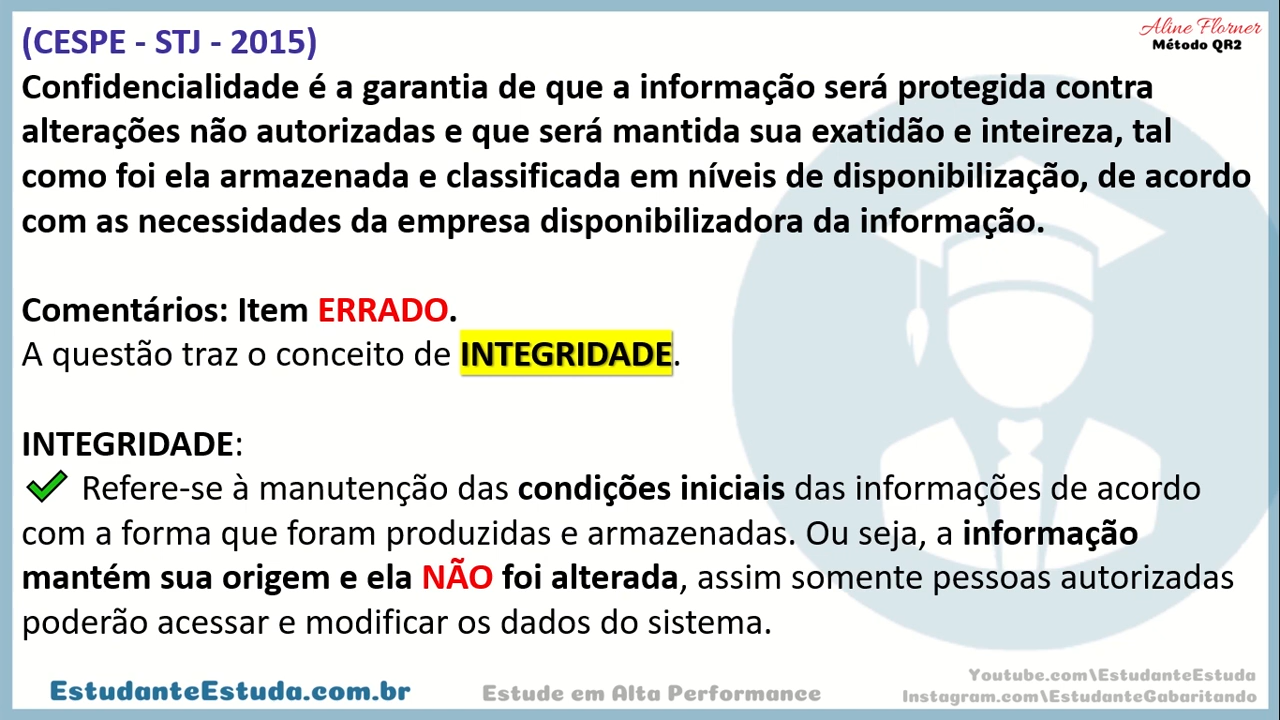 (CESPE - STJ - 2015)
Aline Florner
Método QR2
Confidencialidade é a garantia de que a informação será protegida contra
alterações não autorizadas e que será mantida sua exatidão e inteireza, tal
como foi ela armazenada e classificada em níveis de disponibilização, de acordo
com as necessidades da empresa disponibilizadora da informação.
Comentários: Item ERRADO.
A questão traz o conceito de INTEGRIDADE.
INTEGRIDADE:
Refere-se à manutenção das condições iniciais das informações de acordo
com a forma que foram produzidas e armazenadas. Ou seja, a informação
mantém sua origem e ela NÃO foi alterada, assim somente pessoas autorizadas
poderão acessar e modificar os dados do sistema.
EstudanteEstuda.com.br
Estude em Alta Performance
Youtube.com\EstudanteEstuda
Instagram.com\EstudanteGabaritando